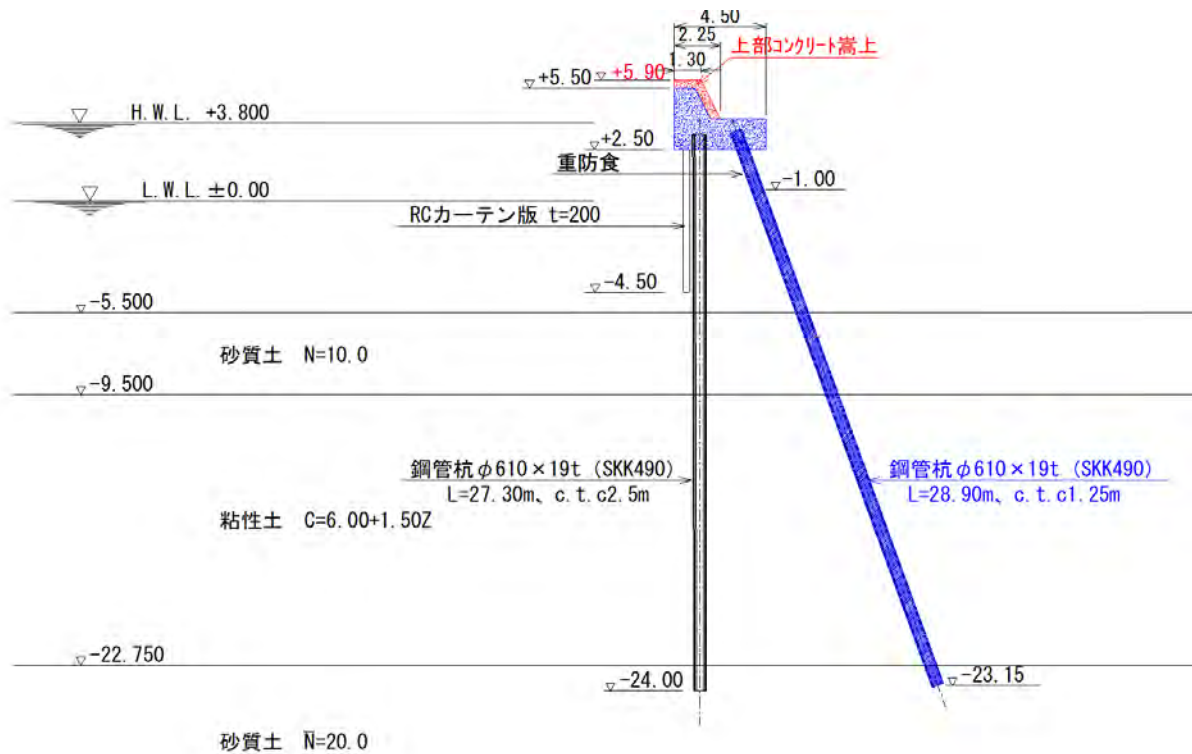 4.50
2.25
1.30
上部コンクリート嵩上
+5.90
+5.50
H.W.L. +3.800
+2.50
重防食
-1.00
L.W.L. ±0.00
RCカーテン版 t=200
-4.50
-5.500
砂質土 N=10.0
-9.500
鋼管杭φ610×19t (SKK490)
L=27.30m、c.t.c2.5m
鋼管杭φ610×19t (SKK490)
L=28.90m、c.t.c1.25m
粘性土 C=6.00+1.50Z
-22.750
-24.00
-23.15
砂質土 N̅=20.0